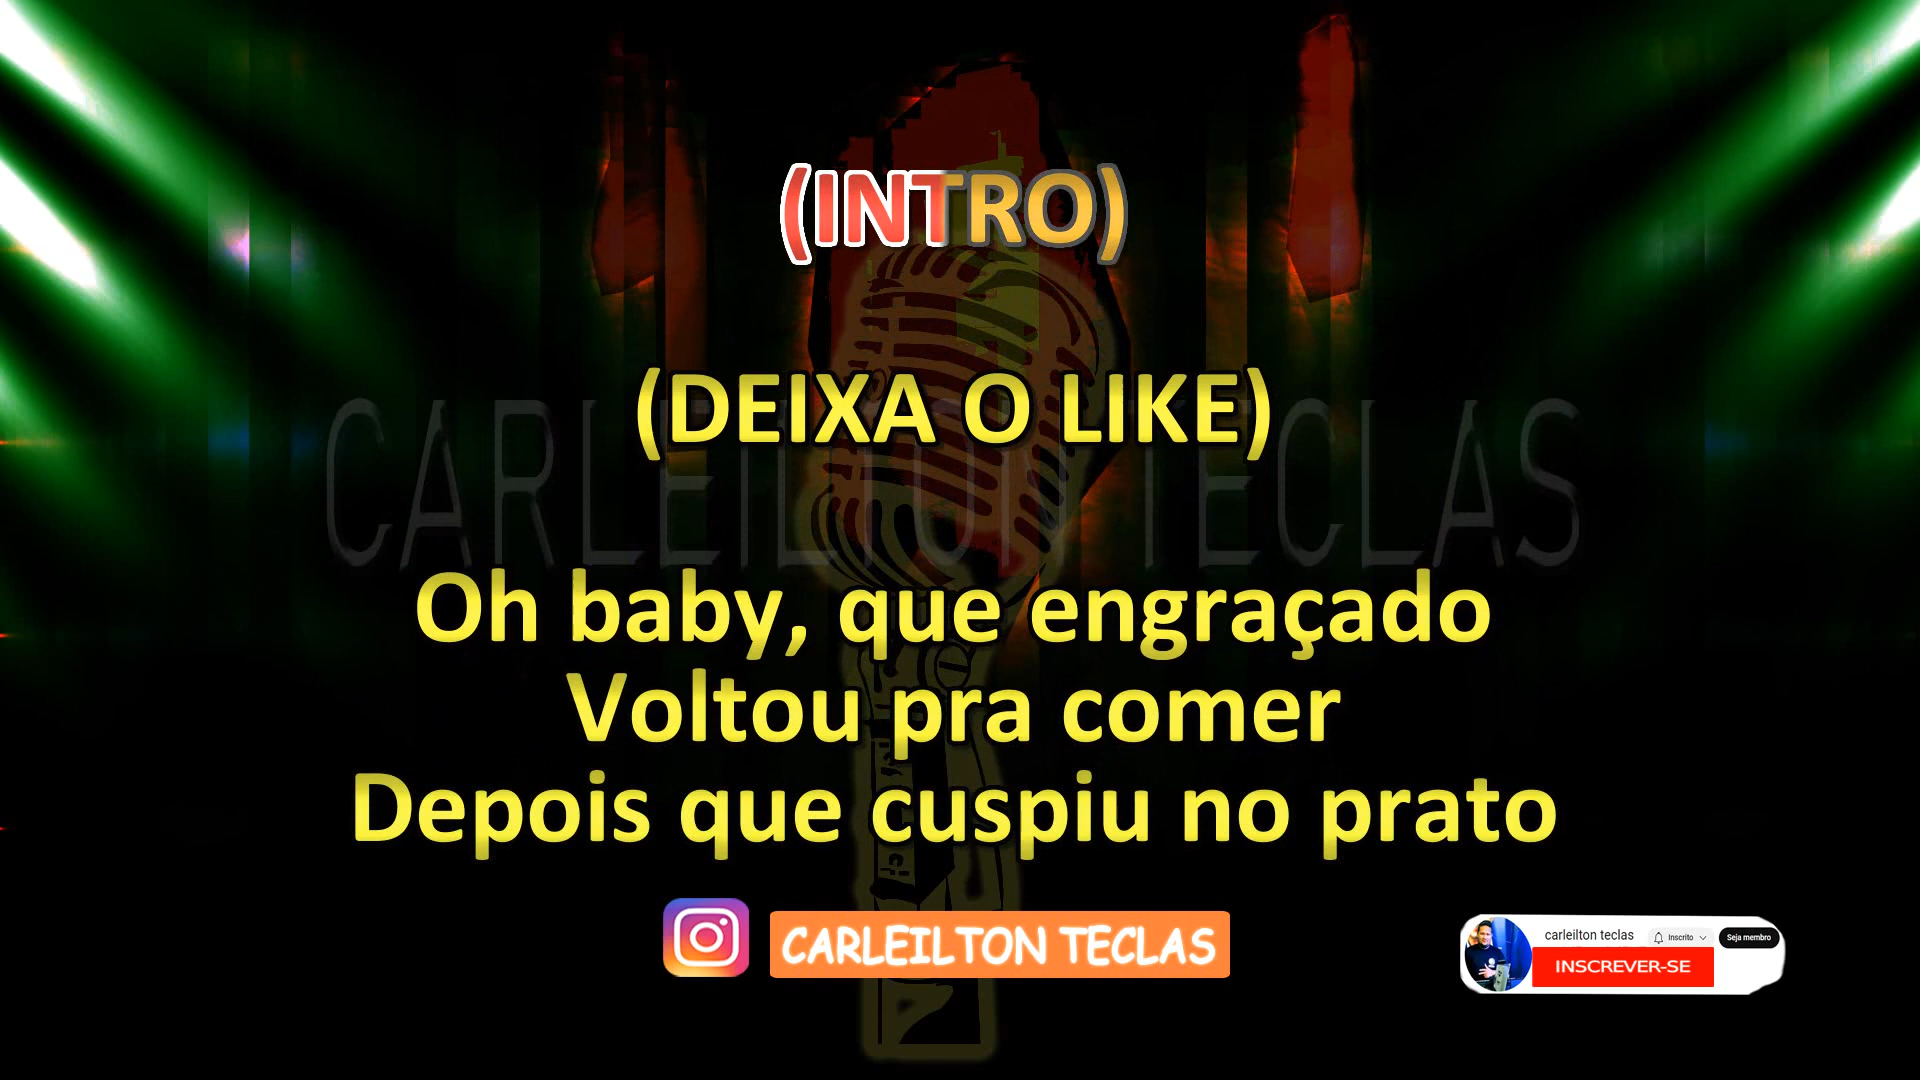 (INTRO)
(DEIXA O LIKE)
CARLEILTON TECLAS
Oh baby, que engraçado
Voltou pra comer
Depois que cuspiu no prato
CARLEILTON TECLAS
carleilton teclas
Inscrito
Seja membro
INSCREVER-SE